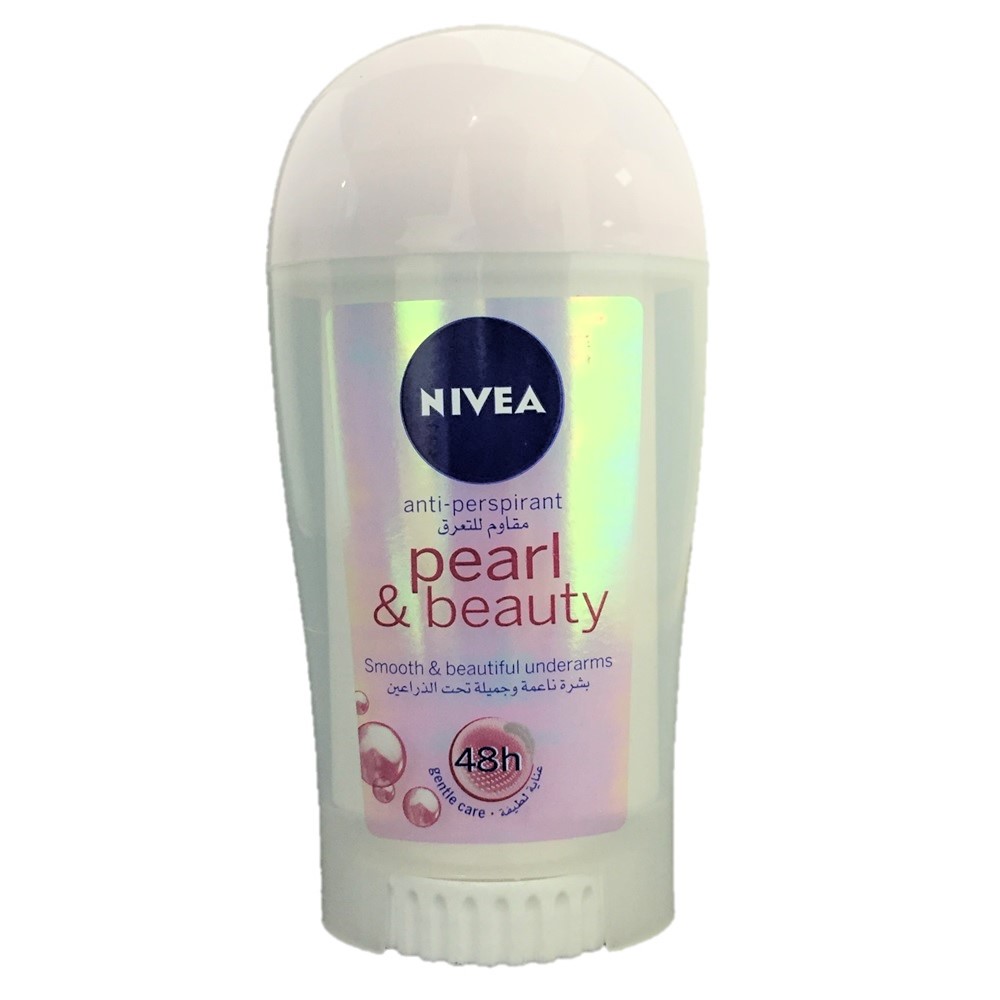 NIVEA
anti-perspirant
مقاوم للتعرق
pearl
& beauty
Smooth & beautiful underarms
بشرة ناعمة وجميلة تحت الذراعين
48h
gentle care · عناية لطيفة